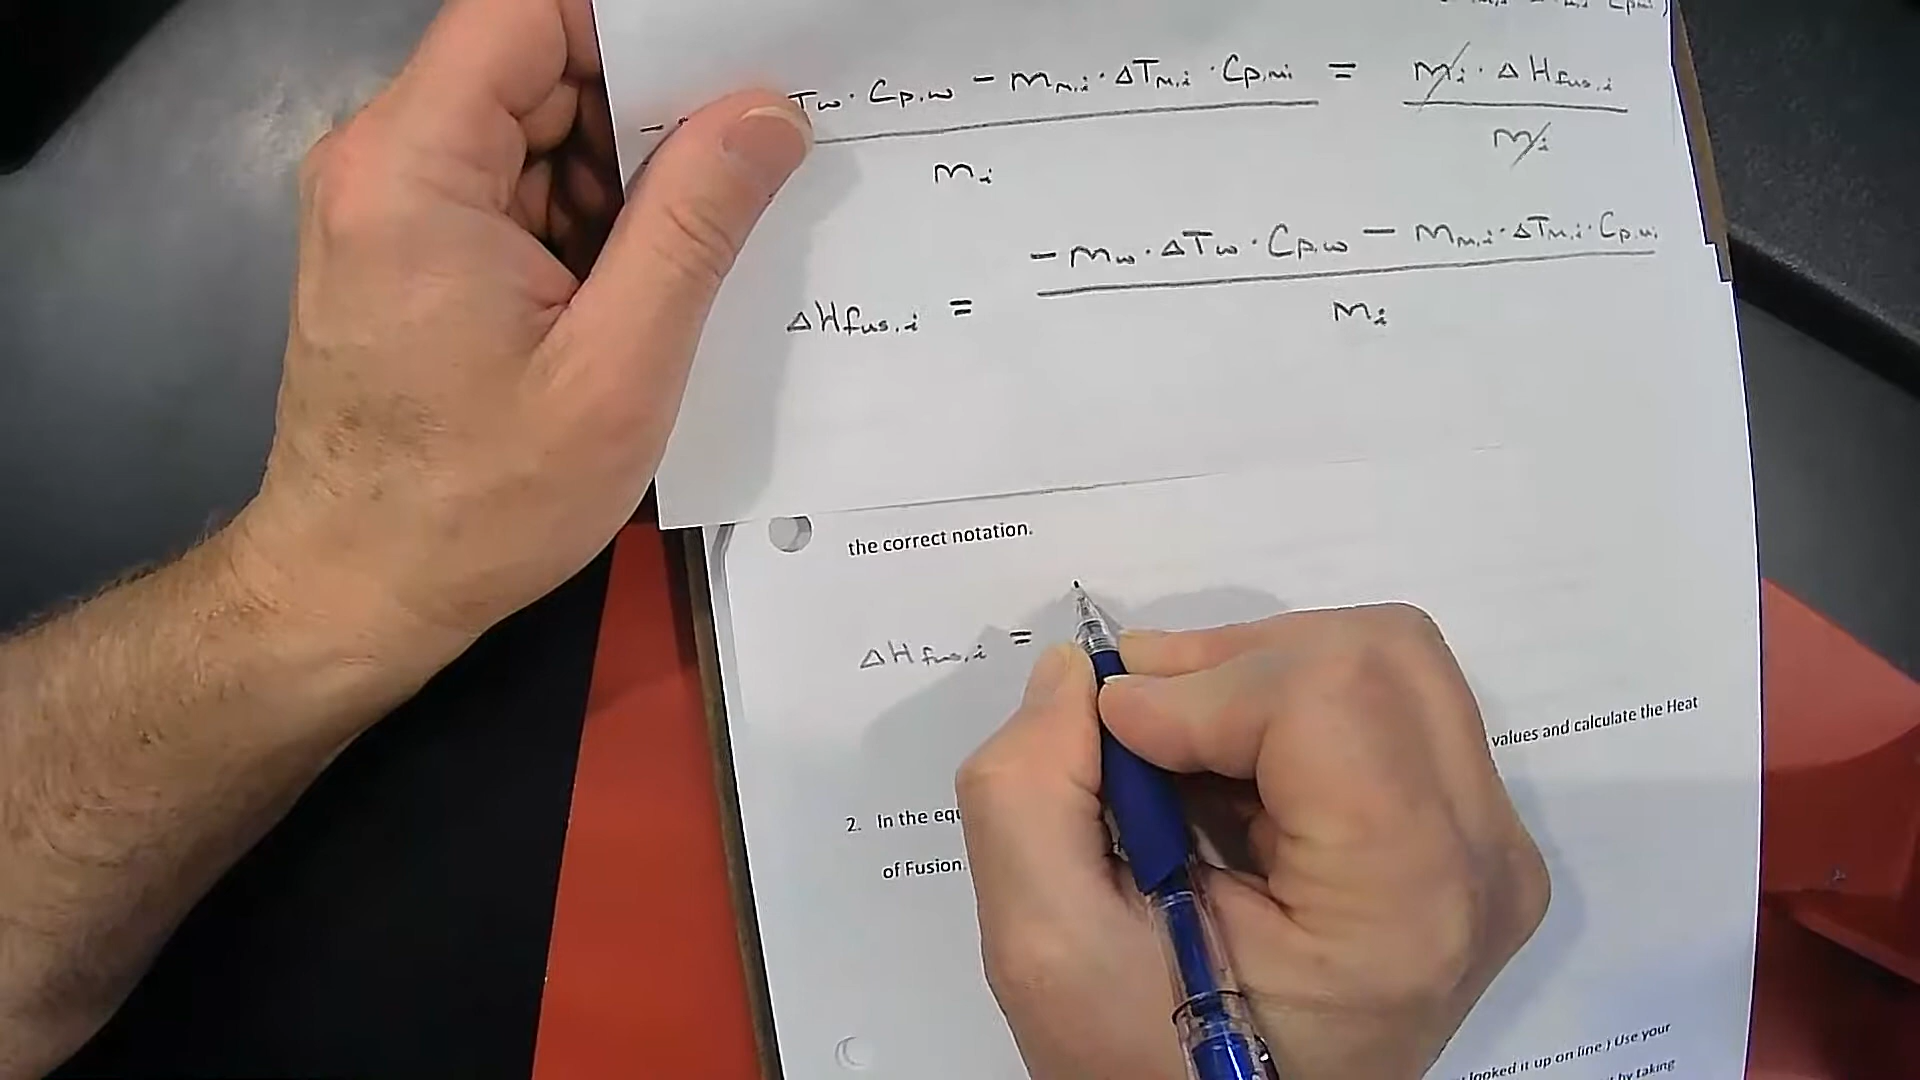 Tw · Cp,w − mm,i · ΔTm,i · Cp,mi = mi · ΔHfus,i
mi mi
−mw · ΔTw · Cp,w − mm,i · ΔTm,i · Cp,mi
ΔHfus,i =
mi
the correct notation.
ΔHfus,i =
values and calculate the Heat
2. In the
of Fusion.
looked it up on line.) Use your
by taking